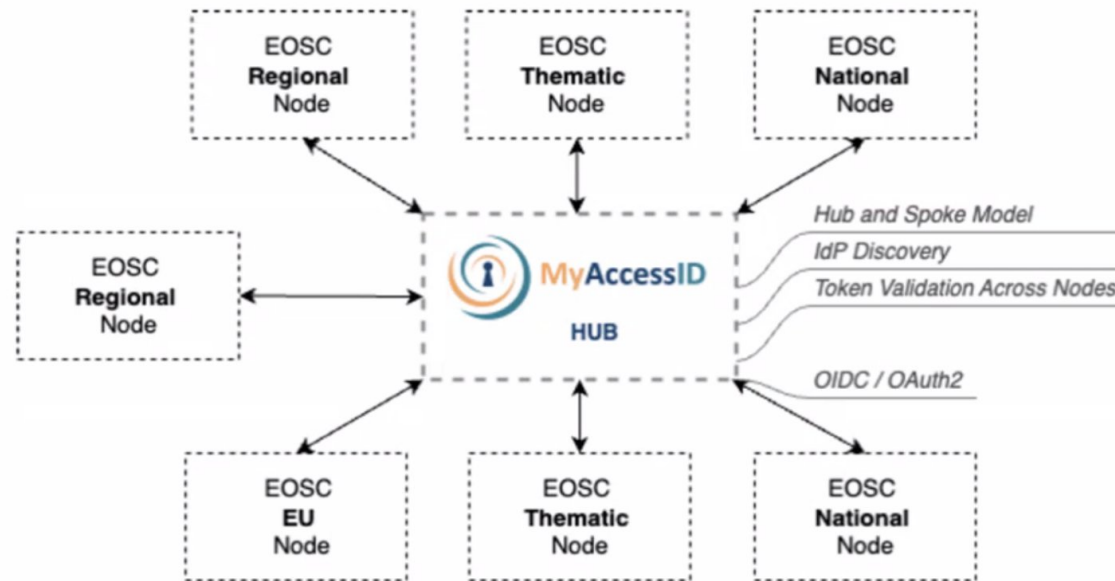 EOSC
Regional
Node
EOSC
Thematic
Node
EOSC
National
Node
EOSC
Regional
Node
MyAccessID
HUB
Hub and Spoke Model
IdP Discovery
Token Validation Across Nodes
OIDC / OAuth2
EOSC
EU
Node
EOSC
Thematic
Node
EOSC
National
Node